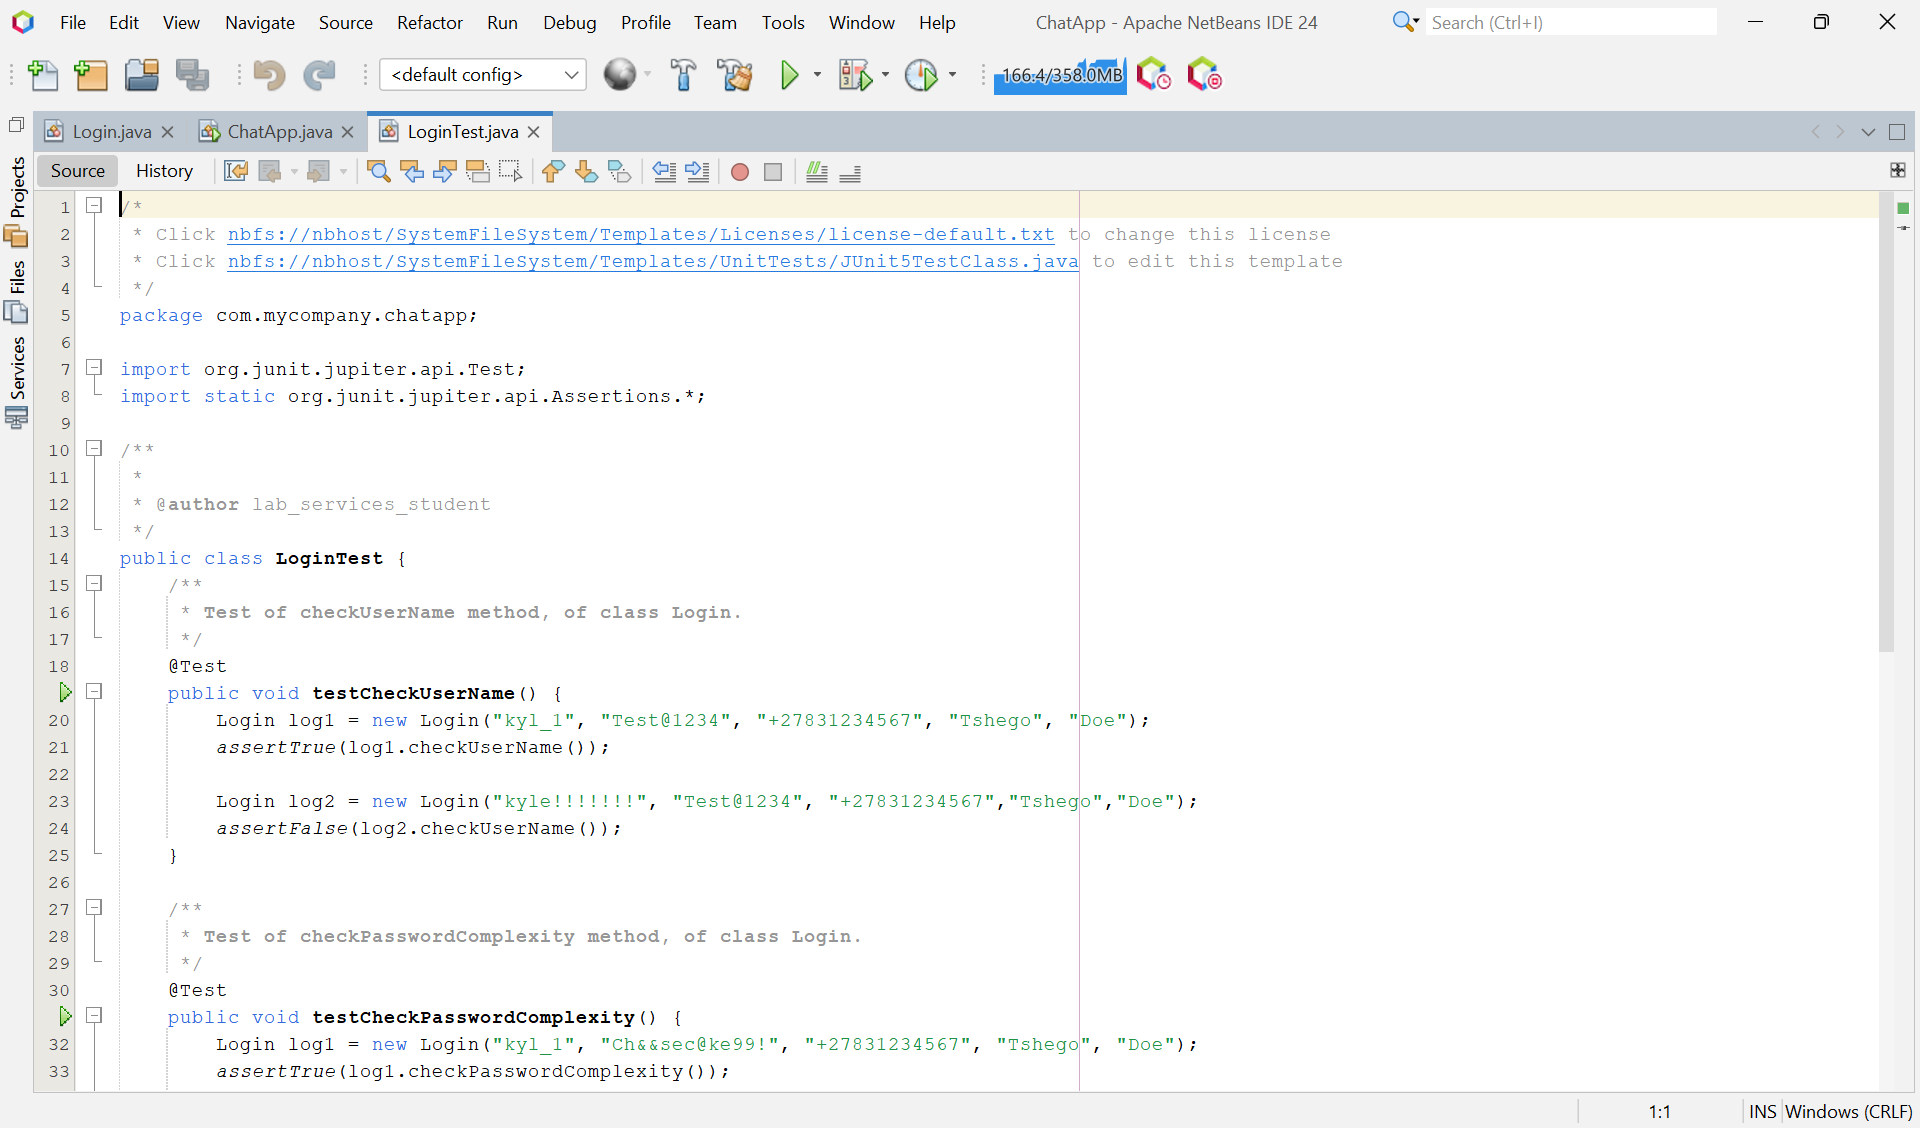 File Edit View Navigate Source Refactor Run Debug Profile Team Tools Window Help ChatApp - Apache NetBeans IDE 24 Search (Ctrl+I)
<default config> 166.4/358.0MB
Login.java ChatApp.java LoginTest.java
Source History
Projects
Files
Services
1 /*
2 * Click nbfs://nbhost/SystemFileSystem/Templates/Licenses/license-default.txt to change this license
3 * Click nbfs://nbhost/SystemFileSystem/Templates/UnitTests/JUnit5TestClass.java to edit this template
4 */
5 package com.mycompany.chatapp;
6
7 import org.junit.jupiter.api.Test;
8 import static org.junit.jupiter.api.Assertions.*;
9
10 /**
11 *
12 * @author lab_services_student
13 */
14 public class LoginTest {
15 /**
16 * Test of checkUserName method, of class Login.
17 */
18 @Test
public void testCheckUserName() {
20 Login log1 = new Login("kyl_1", "Test@1234", "+27831234567", "Tshego", "Doe");
21 assertTrue(log1.checkUserName());
22
23 Login log2 = new Login("kyle!!!!!!!", "Test@1234", "+27831234567","Tshego","Doe");
24 assertFalse(log2.checkUserName());
25 }
26
27 /**
28 * Test of checkPasswordComplexity method, of class Login.
29 */
30 @Test
public void testCheckPasswordComplexity() {
32 Login log1 = new Login("kyl_1", "Ch&&sec@ke99!", "+27831234567", "Tshego", "Doe");
33 assertTrue(log1.checkPasswordComplexity());
1:1 INS Windows (CRLF)